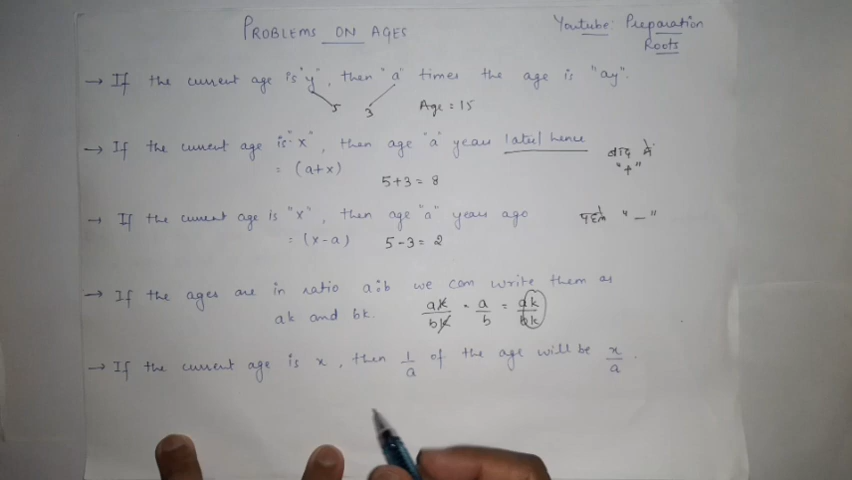 PROBLEMS ON AGES
Youtube: Preparation
Roots
→ If the current age is "y", then "a" times the age is "ay".
5 3 Age = 15
→ If the current age is "x", then age "a" years later/hence
= (a+x)
5+3 = 8
बाद में
"+"
→ If the current age is "x", then age "a" years ago
पहले "–"
= (x-a) 5-3 = 2
→ If the ages are in ratio a:b we can write them as
ak and bk. ak/bk = a/b = ak/bk
→ If the current age is x, then 1/a of the age will be x/a.